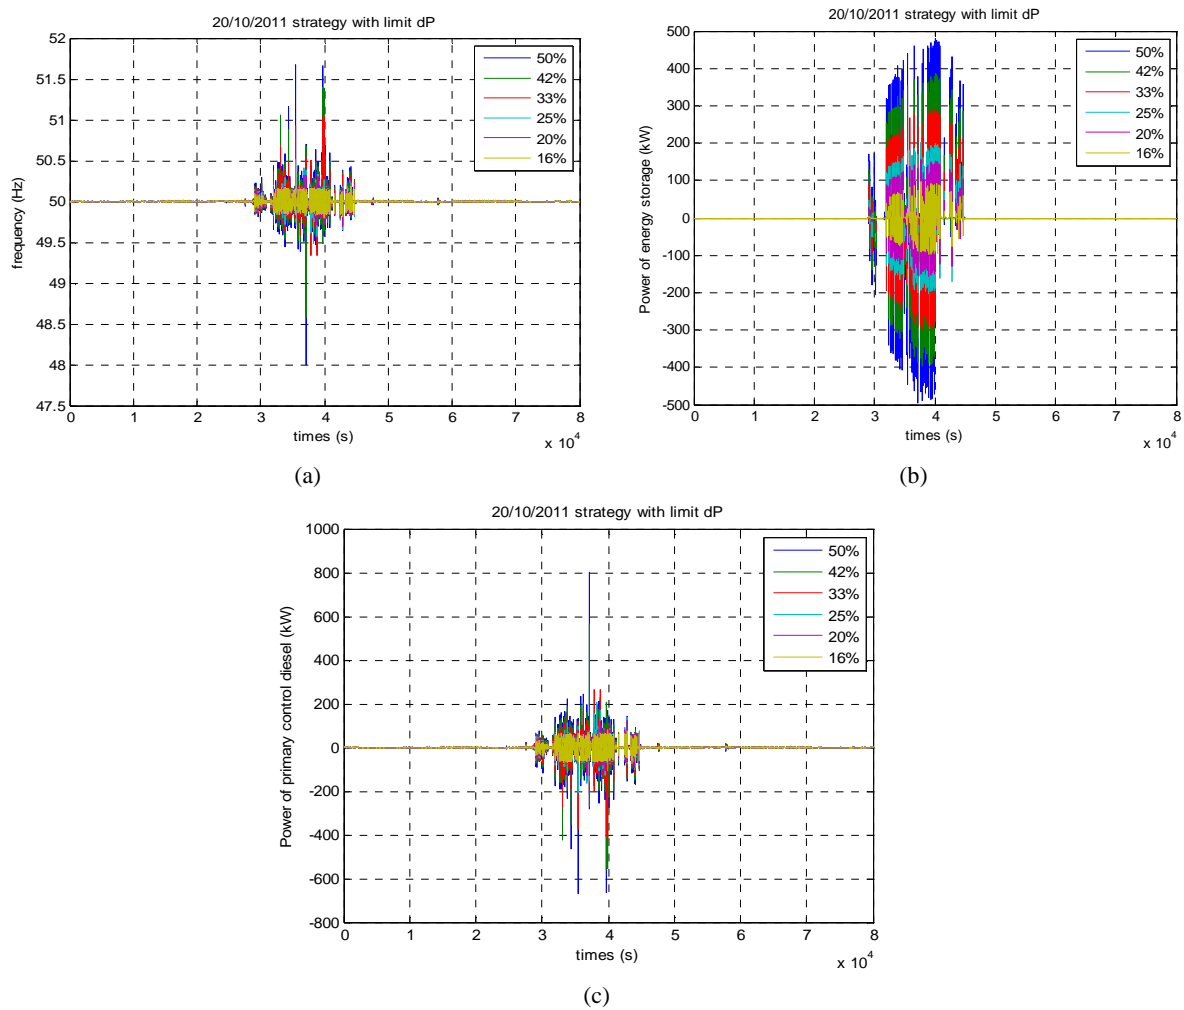 20/10/2011 strategy with limit dP
52
51.5
51
50.5
50
49.5
49
48.5
48
47.5
frequency (Hz)
50%
42%
33%
25%
20%
16%
0 1 2 3 4 5 6 7 8
times (s)
x 10^4
(a)
20/10/2011 strategy with limit dP
500
400
300
200
100
0
-100
-200
-300
-400
-500
Power of energy storage (kW)
50%
42%
33%
25%
20%
16%
0 1 2 3 4 5 6 7 8
times (s)
x 10^4
(b)
20/10/2011 strategy with limit dP
1000
800
600
400
200
0
-200
-400
-600
-800
Power of primary control diesel (kW)
50%
42%
33%
25%
20%
16%
0 1 2 3 4 5 6 7 8
times (s)
x 10^4
(c)